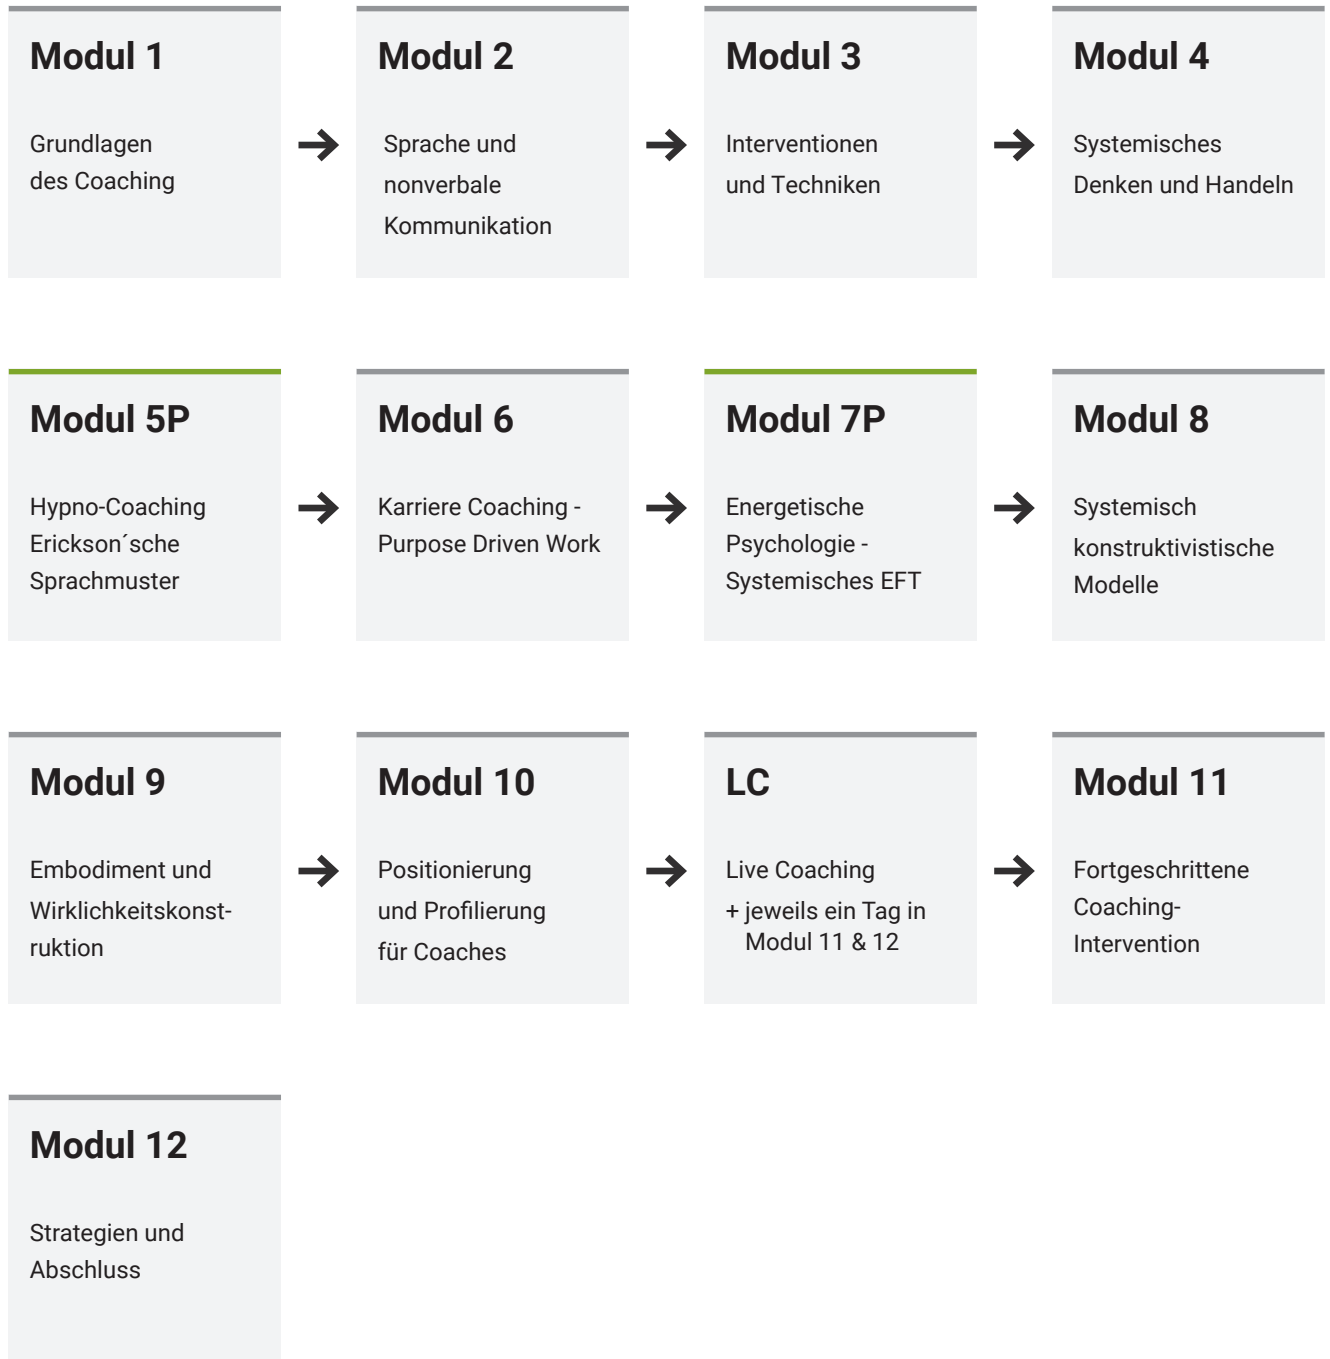 Modul 1
Grundlagen
des Coaching
Modul 2
Sprache und
nonverbale
Kommunikation
Modul 3
Interventionen
und Techniken
Modul 4
Systemisches
Denken und Handeln
Modul 5P
Hypno-Coaching
Erickson´sche
Sprachmuster
Modul 6
Karriere Coaching -
Purpose Driven Work
Modul 7P
Energetische
Psychologie -
Systemisches EFT
Modul 8
Systemisch
konstruktivistische
Modelle
Modul 9
Embodiment und
Wirklichkeitskonst-
ruktion
Modul 10
Positionierung
und Profilierung
für Coaches
LC
Live Coaching
+ jeweils ein Tag in
Modul 11 & 12
Modul 11
Fortgeschrittene
Coaching-
Intervention
Modul 12
Strategien und
Abschluss